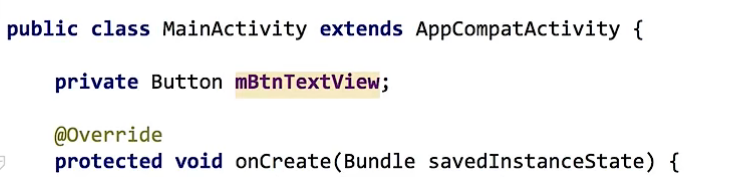 public class MainActivity extends AppCompatActivity {
private Button mBtnTextView;
@Override
protected void onCreate(Bundle savedInstanceState) {